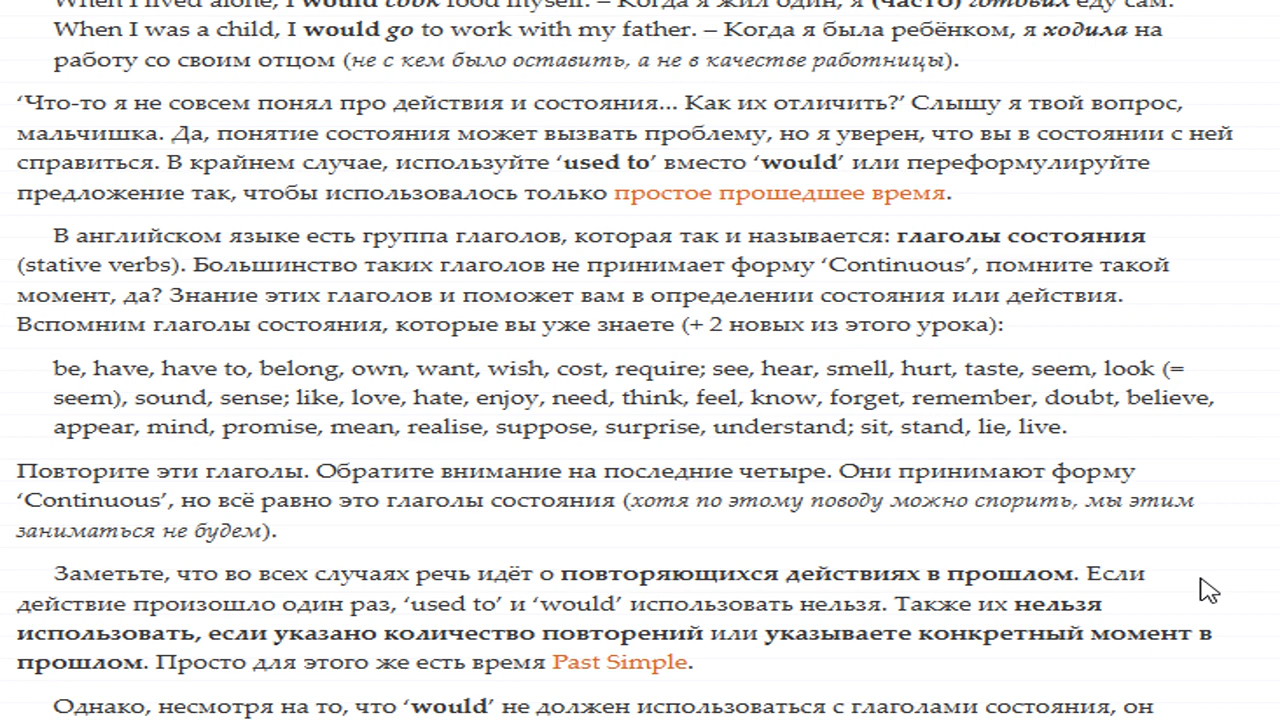 When I lived alone, I would cook food myself. – Когда я жил один, я (часто) готовил еду сам.
When I was a child, I would go to work with my father. – Когда я была ребёнком, я ходила на
работу со своим отцом (не с кем было оставить, а не в качестве работницы).
‘Что-то я не совсем понял про действия и состояния... Как их отличить?’ Слышу я твой вопрос,
мальчишка. Да, понятие состояния может вызвать проблему, но я уверен, что вы в состоянии с ней
справиться. В крайнем случае, используйте ‘used to’ вместо ‘would’ или переформулируйте
предложение так, чтобы использовалось только простое прошедшее время.
В английском языке есть группа глаголов, которая так и называется: глаголы состояния
(stative verbs). Большинство таких глаголов не принимает форму ‘Continuous’, помните такой
момент, да? Знание этих глаголов и поможет вам в определении состояния или действия.
Вспомним глаголы состояния, которые вы уже знаете (+ 2 новых из этого урока):
be, have, have to, belong, own, want, wish, cost, require; see, hear, smell, hurt, taste, seem, look (=
seem), sound, sense; like, love, hate, enjoy, need, think, feel, know, forget, remember, doubt, believe,
appear, mind, promise, mean, realise, suppose, surprise, understand; sit, stand, lie, live.
Повторите эти глаголы. Обратите внимание на последние четыре. Они принимают форму
‘Continuous’, но всё равно это глаголы состояния (хотя по этому поводу можно спорить, мы этим
заниматься не будем).
Заметьте, что во всех случаях речь идёт о повторяющихся действиях в прошлом. Если
действие произошло один раз, ‘used to’ и ‘would’ использовать нельзя. Также их нельзя
использовать, если указано количество повторений или указываете конкретный момент в
прошлом. Просто для этого же есть время Past Simple.
Однако, несмотря на то, что ‘would’ не должен использоваться с глаголами состояния, он